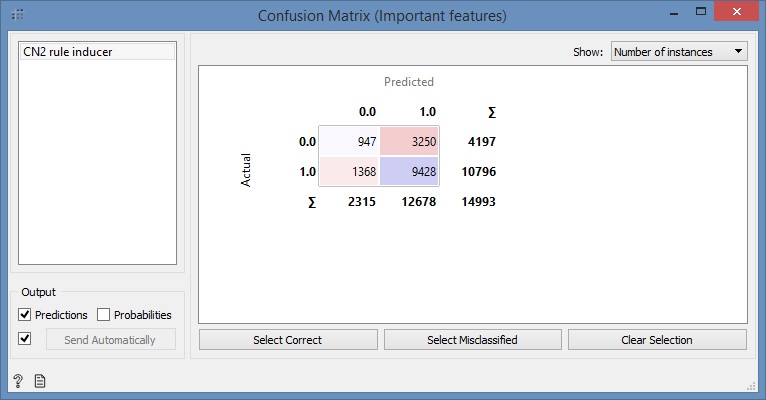 Confusion Matrix (Important features)
CN2 rule inducer
Show: Number of instances
Predicted
0.0 1.0 ∑
0.0 947 3250 4197
Actual
1.0 1368 9428 10796
∑ 2315 12678 14993
Output
Predictions Probabilities
Send Automatically
Select Correct Select Misclassified Clear Selection
?